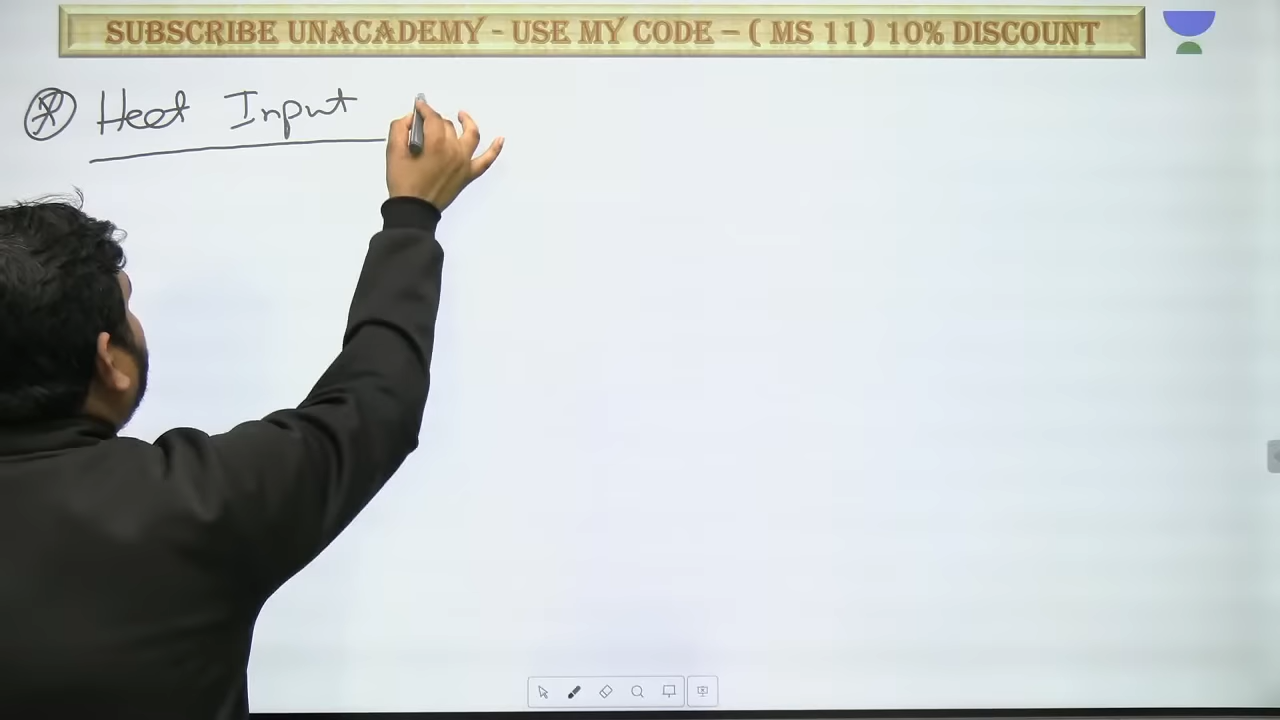 SUBSCRIBE UNACADEMY - USE MY CODE – ( MS 11) 10% DISCOUNT
Heat Input